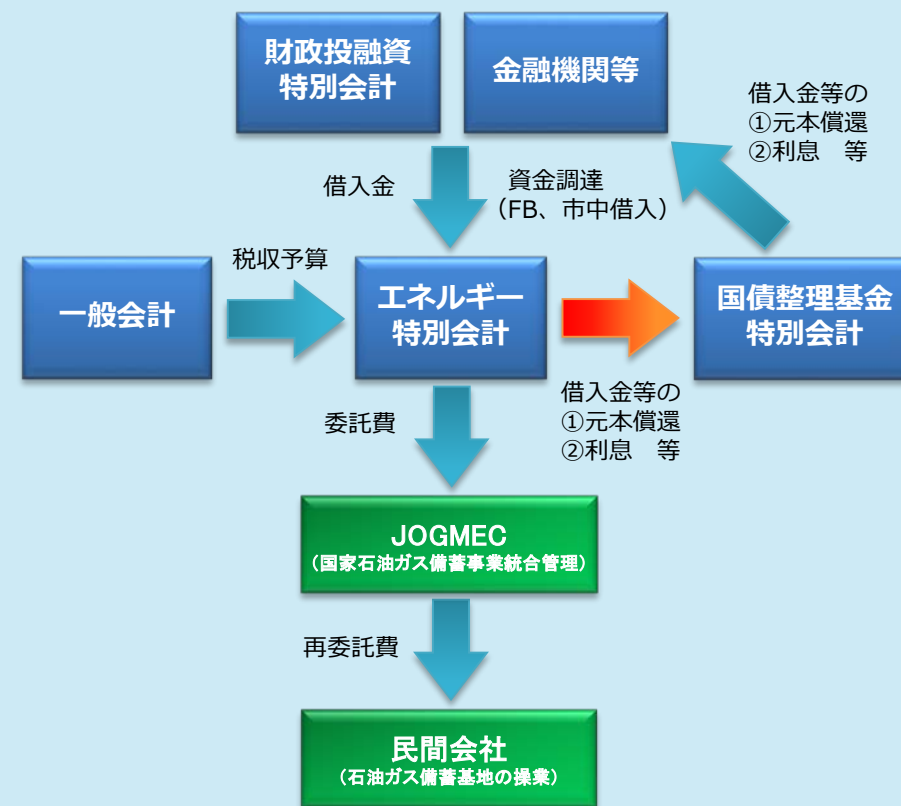 財政投融資
特別会計
金融機関等
借入金等の
①元本償還
②利息　等
借入金
資金調達
（FB、市中借入）
税収予算
一般会計
エネルギー
特別会計
国債整理基金
特別会計
借入金等の
①元本償還
②利息　等
委託費
JOGMEC
（国家石油ガス備蓄事業統合管理）
再委託費
民間会社
（石油ガス備蓄基地の操業）